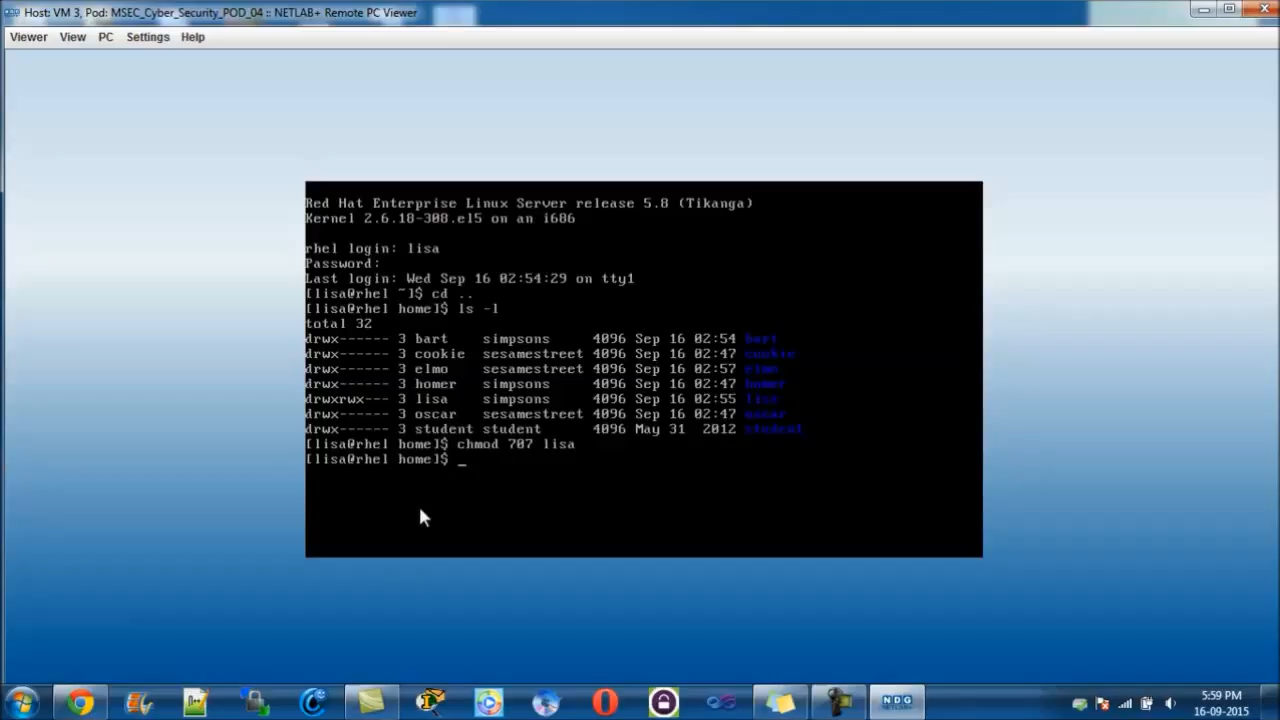 Host: VM 3, Pod: MSEC_Cyber_Security_POD_04 :: NETLAB+ Remote PC Viewer
Viewer View PC Settings Help
Red Hat Enterprise Linux Server release 5.8 (Tikanga)
Kernel 2.6.18-308.el5 on an i686
rhel login: lisa
Password:
Last login: Wed Sep 16 02:54:29 on tty1
[lisa@rhel ~]$ cd ..
[lisa@rhel home]$ ls -l
total 32
drwx------ 3 bart simpsons 4096 Sep 16 02:54 bart
drwx------ 3 cookie sesamestreet 4096 Sep 16 02:47 cookie
drwx------ 3 elmo sesamestreet 4096 Sep 16 02:57 elmo
drwx------ 3 homer simpsons 4096 Sep 16 02:47 homer
drwxrwx--- 3 lisa simpsons 4096 Sep 16 02:55 lisa
drwx------ 3 oscar sesamestreet 4096 Sep 16 02:47 oscar
drwx------ 3 student student 4096 May 31 2012 student
[lisa@rhel home]$ chmod 707 lisa
[lisa@rhel home]$ _
NDG
NETLAB+
5:59 PM
16-09-2015